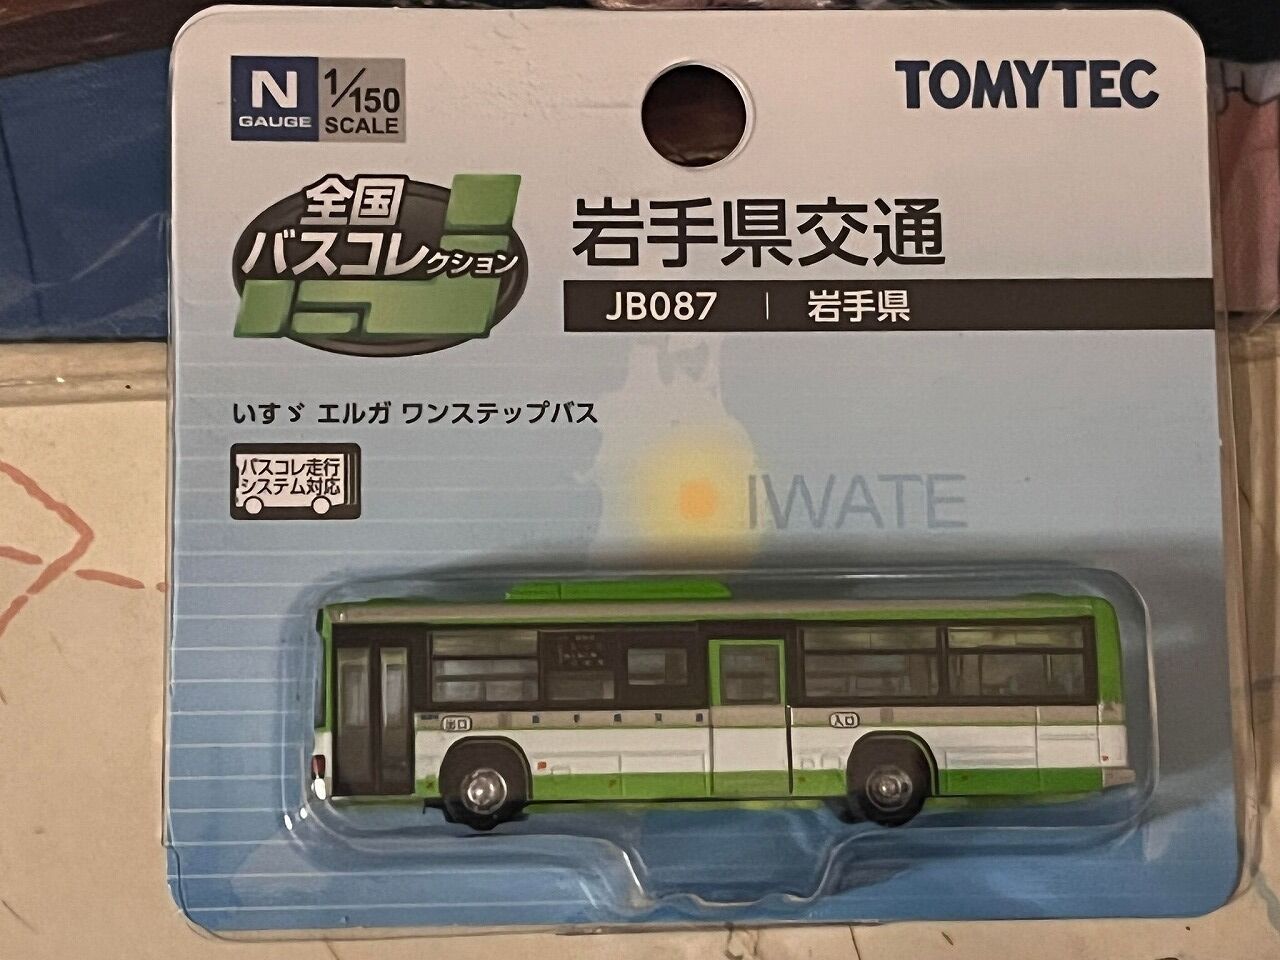 N
GAUGE
1/150
SCALE
TOMYTEC
全国
バスコレクション
岩手県交通
JB087 | 岩手県
いすゞ エルガ ワンステップバス
バスコレ走行
システム対応
IWATE
出口
入口